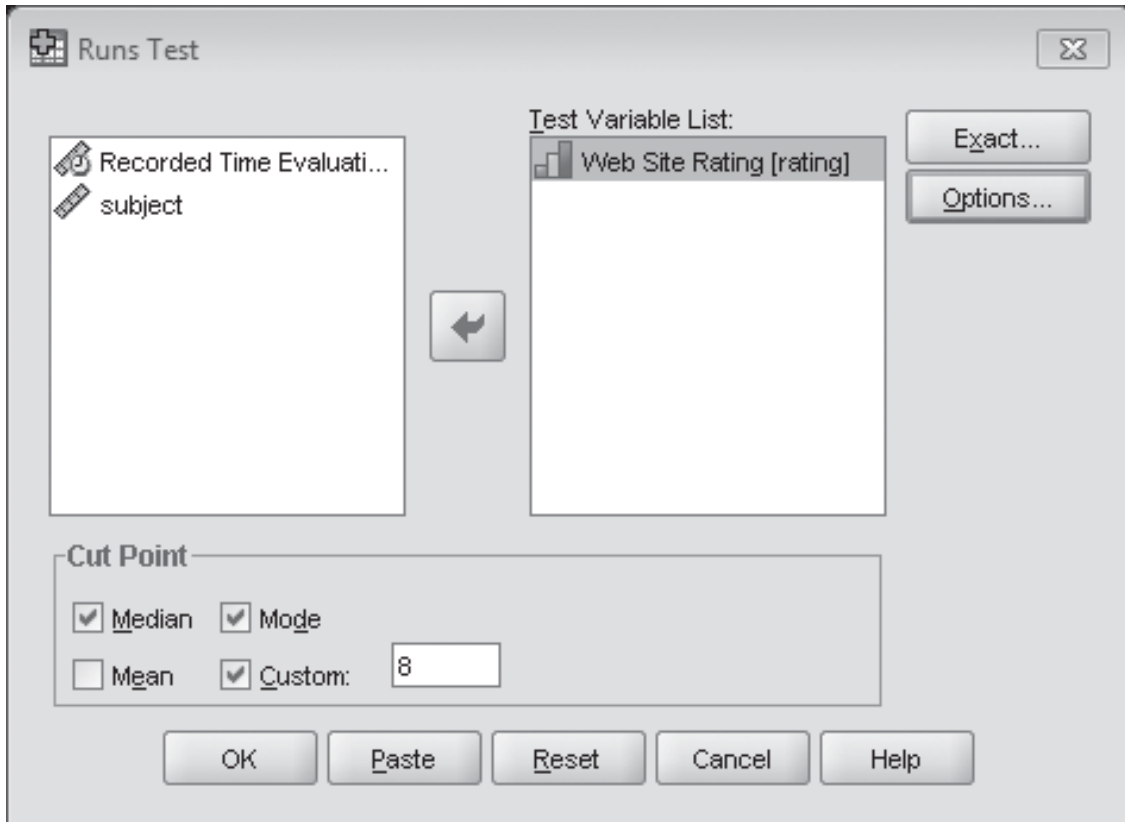 Runs Test
Recorded Time Evaluati...
subject
Test Variable List:
Web Site Rating [rating]
Exact...
Options...
Cut Point
Median
Mode
Mean
Custom:
8
OK
Paste
Reset
Cancel
Help